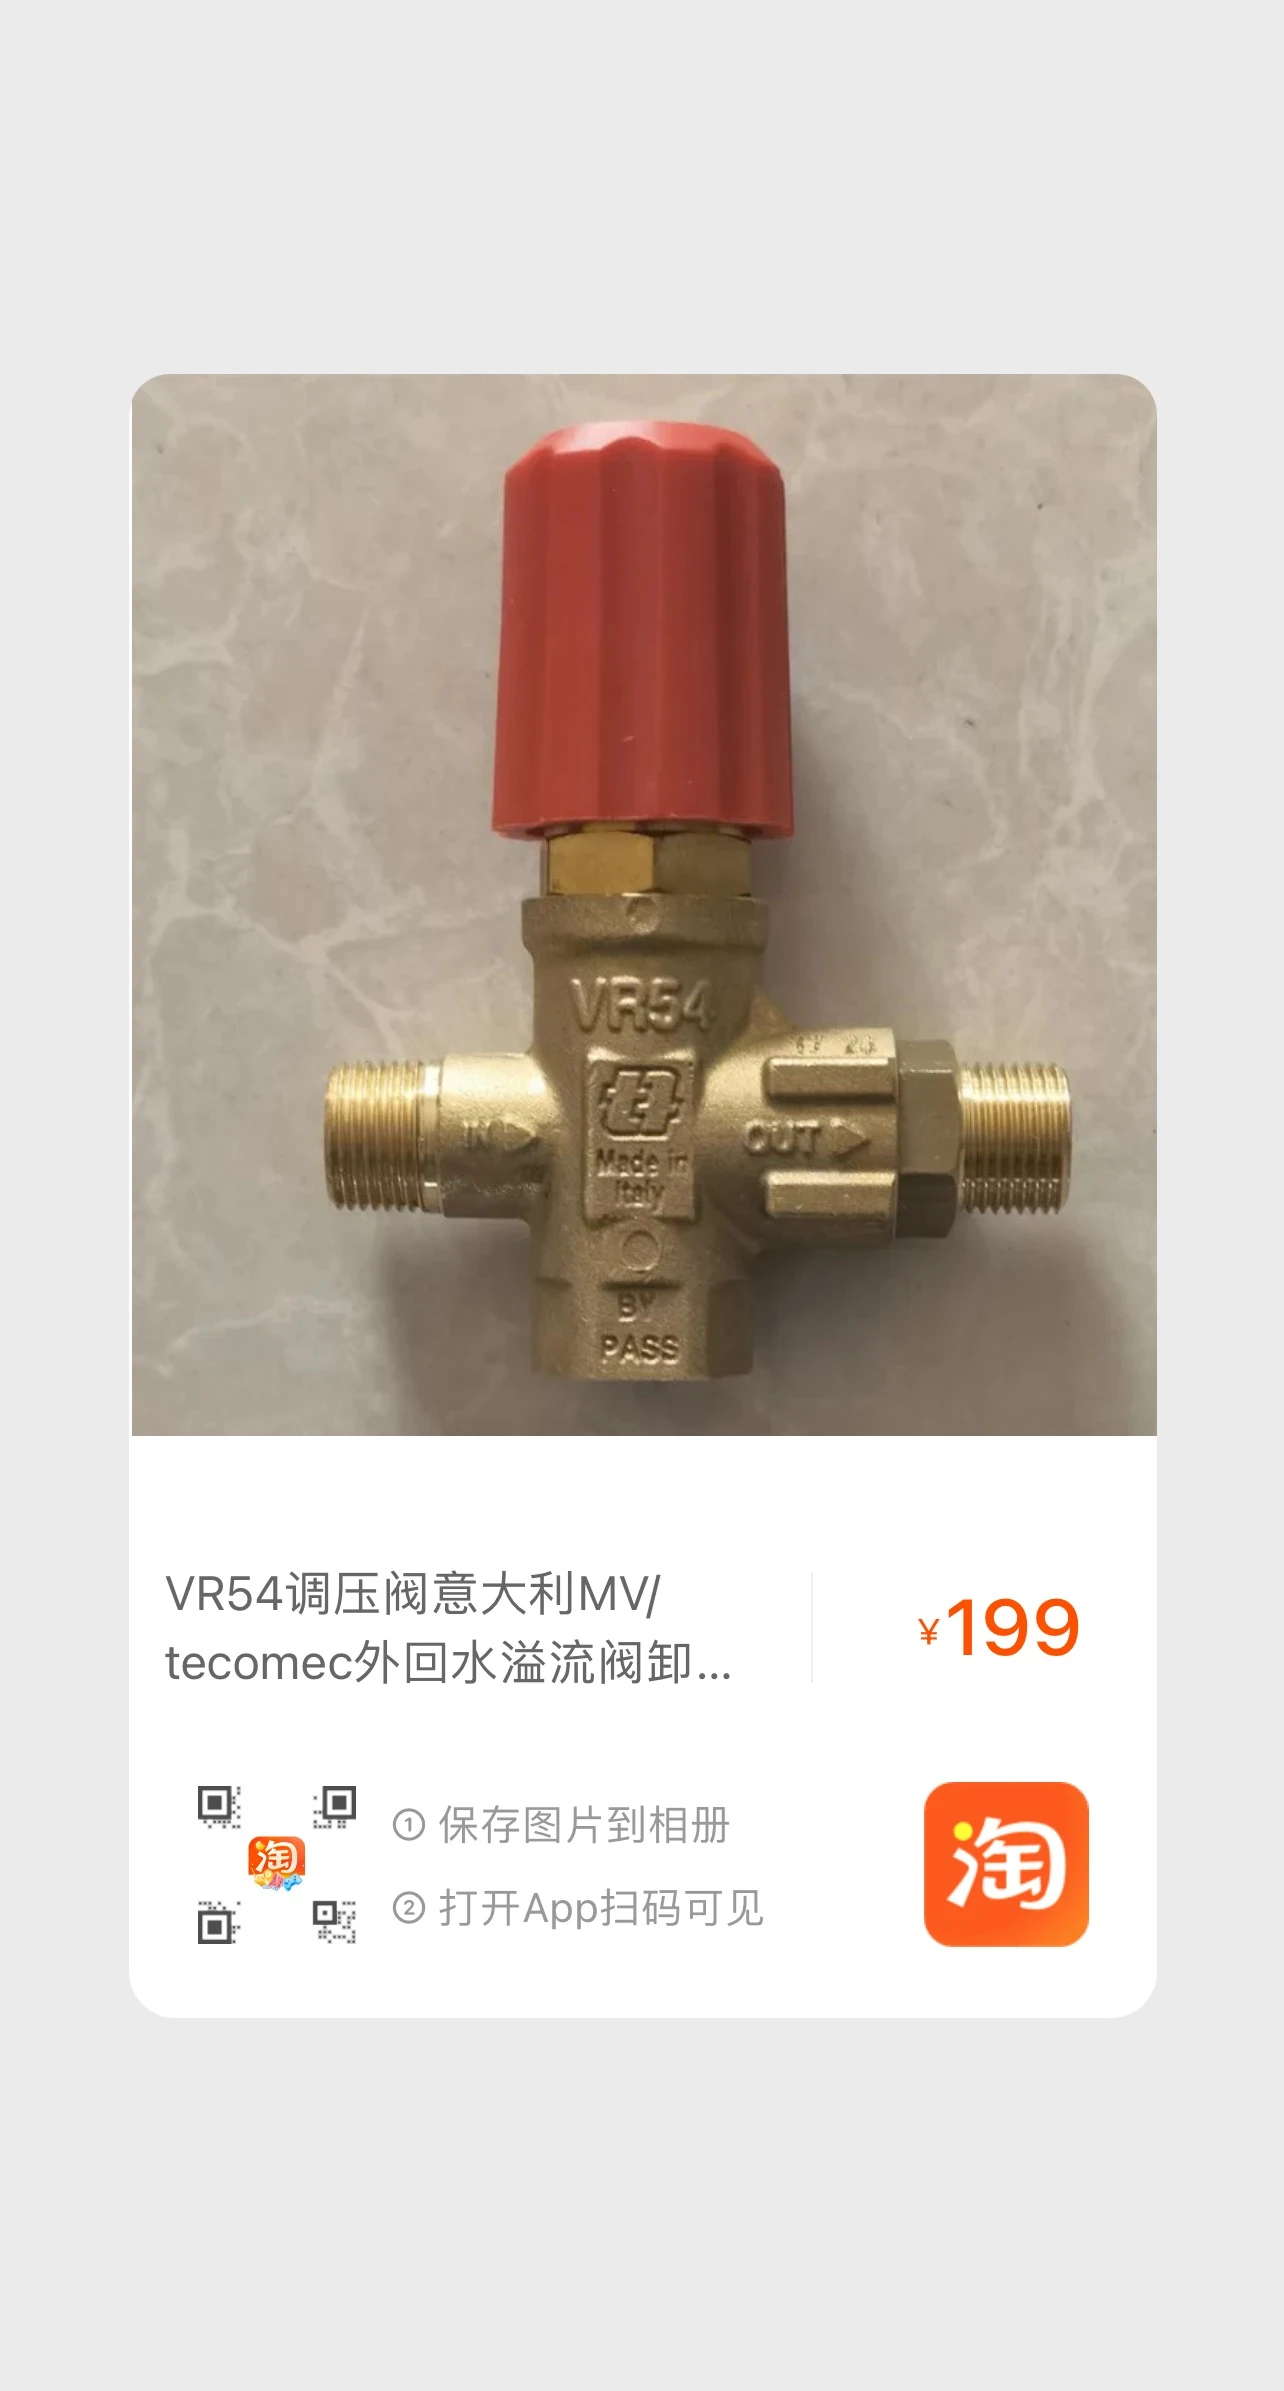 VR54
IN
OUT
Made in
Italy
BY
PASS
VR54调压阀意大利MV/
tecomec外回水溢流阀卸...
¥199
淘
① 保存图片到相册
② 打开App扫码可见
淘